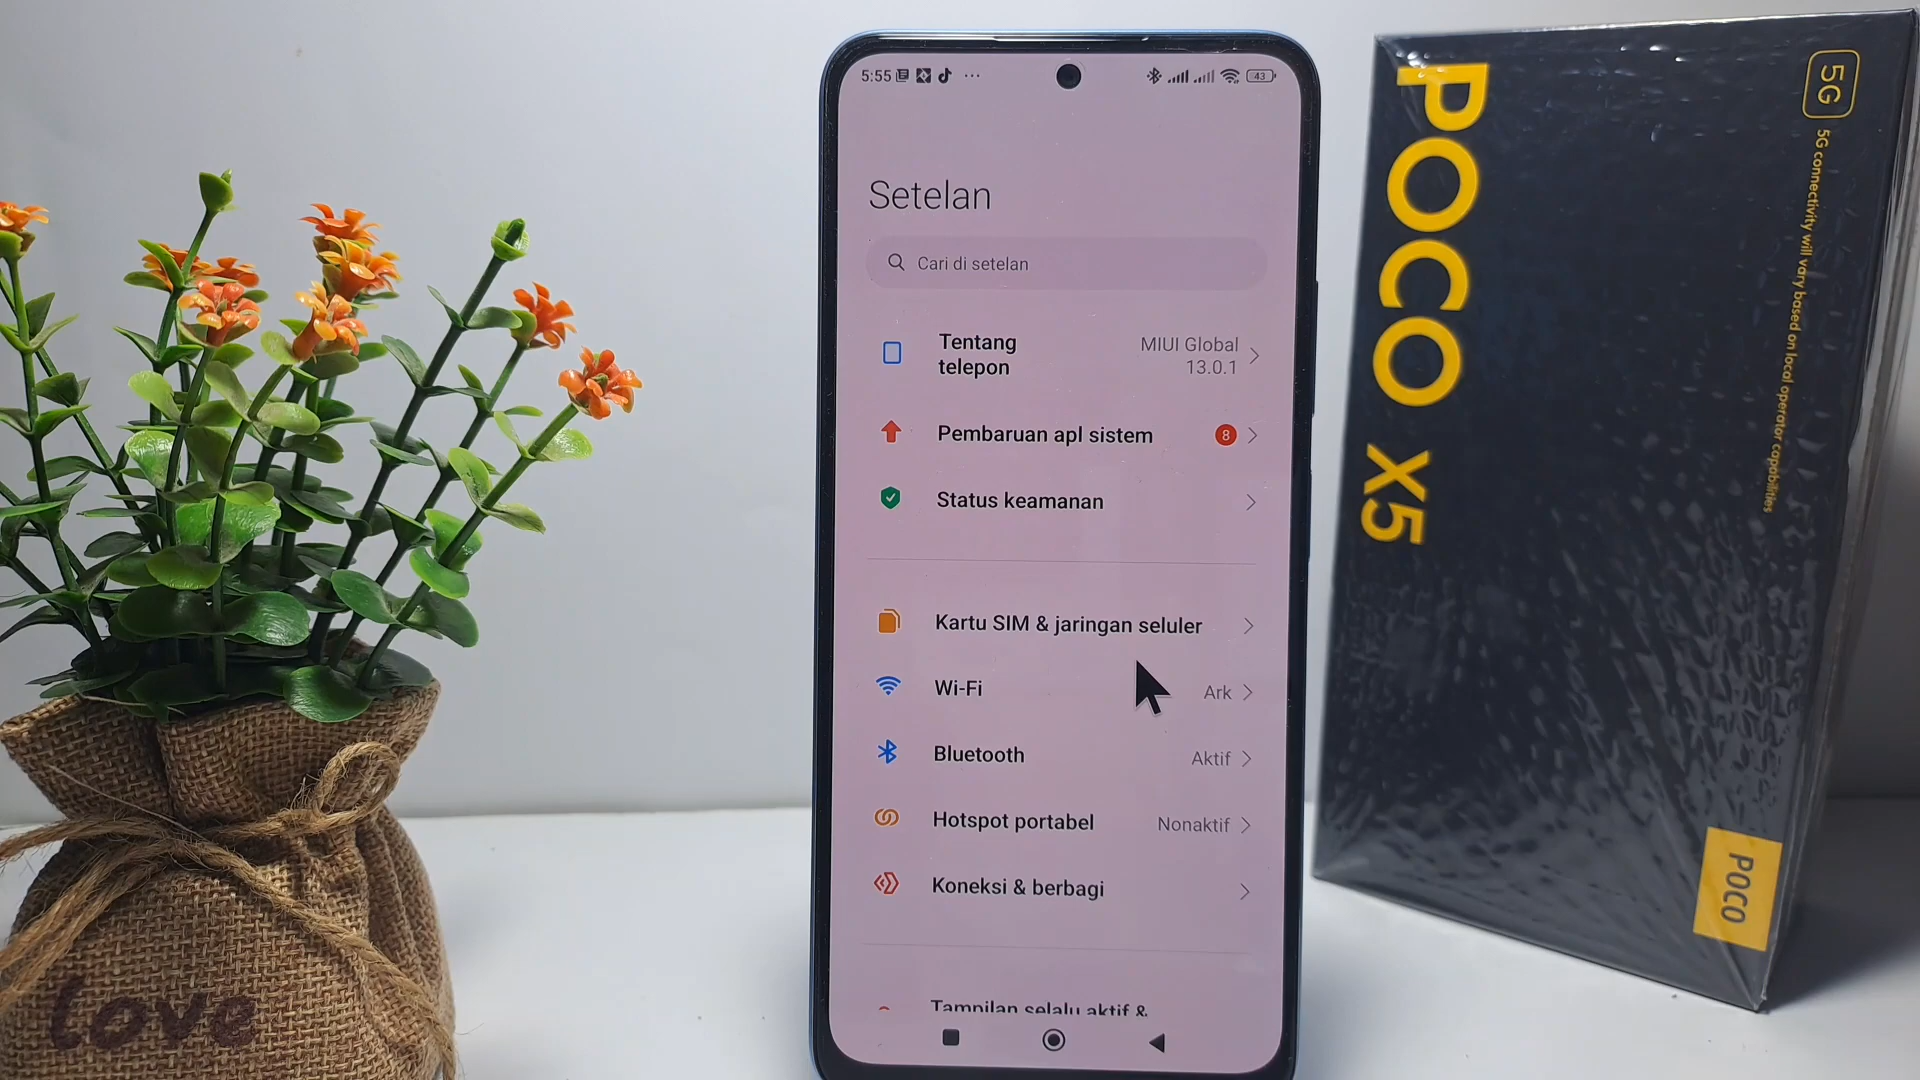 5:55
43
Setelan
Cari di setelan
Tentang
telepon
MIUI Global
13.0.1
Pembaruan apl sistem
8
Status keamanan
Kartu SIM & jaringan seluler
Wi-Fi
Ark
Bluetooth
Aktif
Hotspot portabel
Nonaktif
Koneksi & berbagi
Tampilan selalu aktif &
POCO X5
5G
5G connectivity will vary based on local operator capabilities
POCO
love